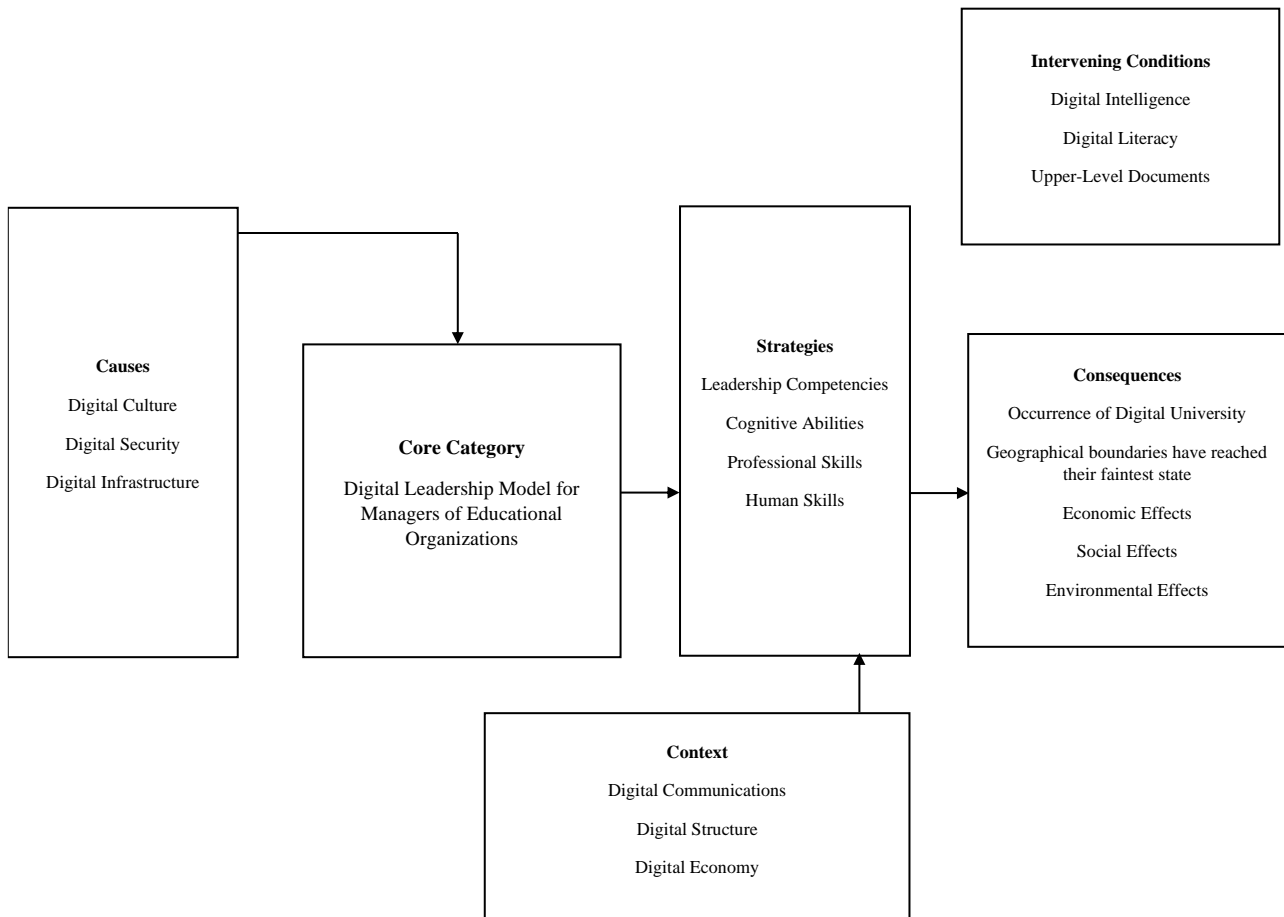 Intervening Conditions
Digital Intelligence
Digital Literacy
Upper-Level Documents
Causes
Digital Culture
Digital Security
Digital Infrastructure
Core Category
Digital Leadership Model for
Managers of Educational
Organizations
Strategies
Leadership Competencies
Cognitive Abilities
Professional Skills
Human Skills
Consequences
Occurrence of Digital University
Geographical boundaries have reached
their faintest state
Economic Effects
Social Effects
Environmental Effects
Context
Digital Communications
Digital Structure
Digital Economy